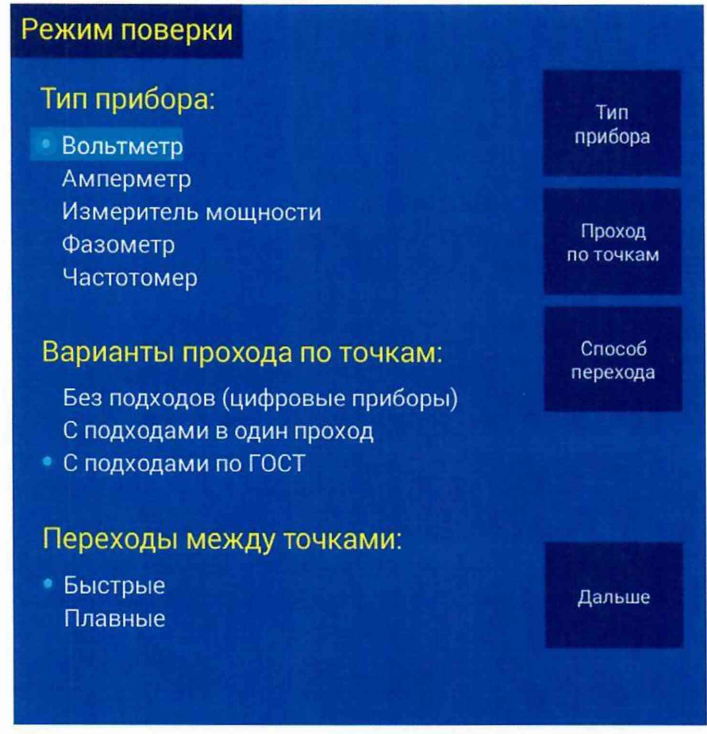 Режим поверки
Тип прибора:
Вольтметр
Амперметр
Измеритель мощности
Фазометр
Частотомер
Варианты прохода по точкам:
Без подходов (цифровые приборы)
С подходами в один проход
С подходами по ГОСТ
Переходы между точками:
Быстрые
Плавные
Тип
прибора
Проход
по точкам
Способ
перехода
Дальше